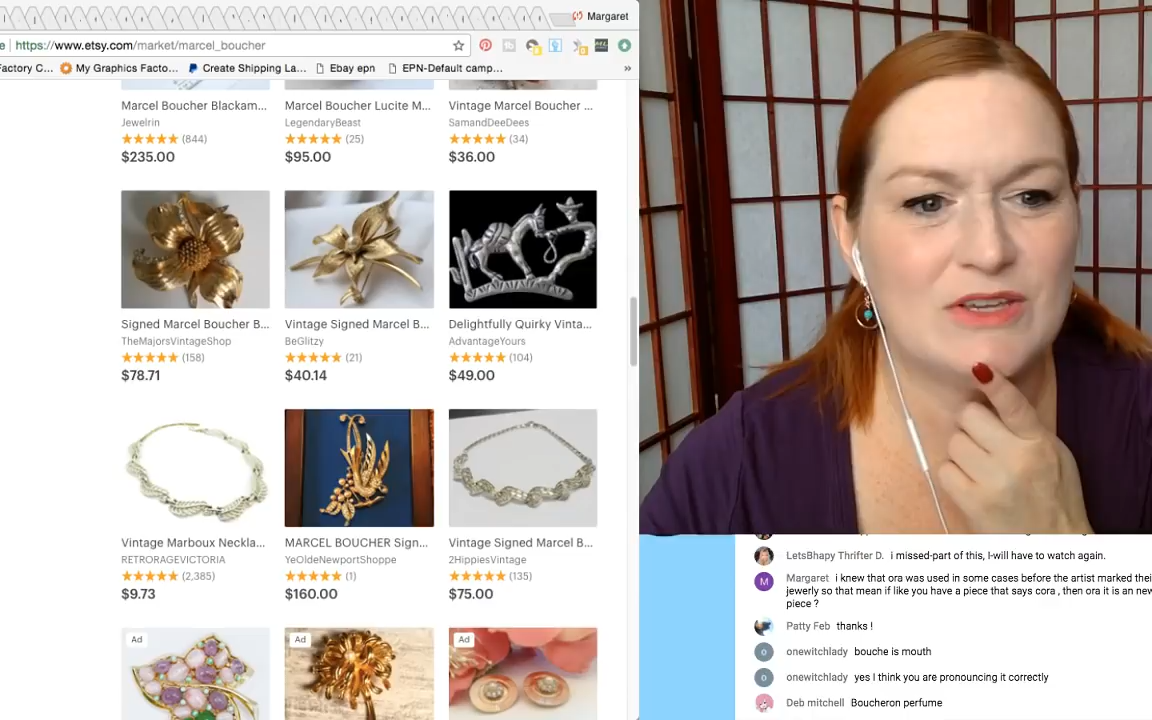 Margaret
https://www.etsy.com/market/marcel_boucher
Factory C...
My Graphics Facto...
Create Shipping La...
Ebay epn
EPN-Default camp...
»
Marcel Boucher Blackam...
Jewelrin
(844)
$235.00
Marcel Boucher Lucite M...
LegendaryBeast
(25)
$95.00
Vintage Marcel Boucher ...
SamandDeeDees
(34)
$36.00
Signed Marcel Boucher B...
TheMajorsVintageShop
(158)
$78.71
Vintage Signed Marcel B...
BeGlitzy
(21)
$40.14
Delightfully Quirky Vinta...
AdvantageYours
(104)
$49.00
Vintage Marboux Neckla...
RETRORAGEVICTORIA
(2,385)
$9.73
MARCEL BOUCHER Sign...
YeOldeNewportShoppe
(1)
$160.00
Vintage Signed Marcel B...
2HippiesVintage
(135)
$75.00
Ad
Ad
Ad
LetsBhapy Thrifter D. i missed-part of this, I-will have to watch again.
M
Margaret i knew that ora was used in some cases before the artist marked thei
jewerly so that mean if like you have a piece that says cora , then ora it is an new
piece ?
Patty Feb thanks !
o
onewitchlady bouche is mouth
o
onewitchlady yes I think you are pronouncing it correctly
Deb mitchell Boucheron perfume